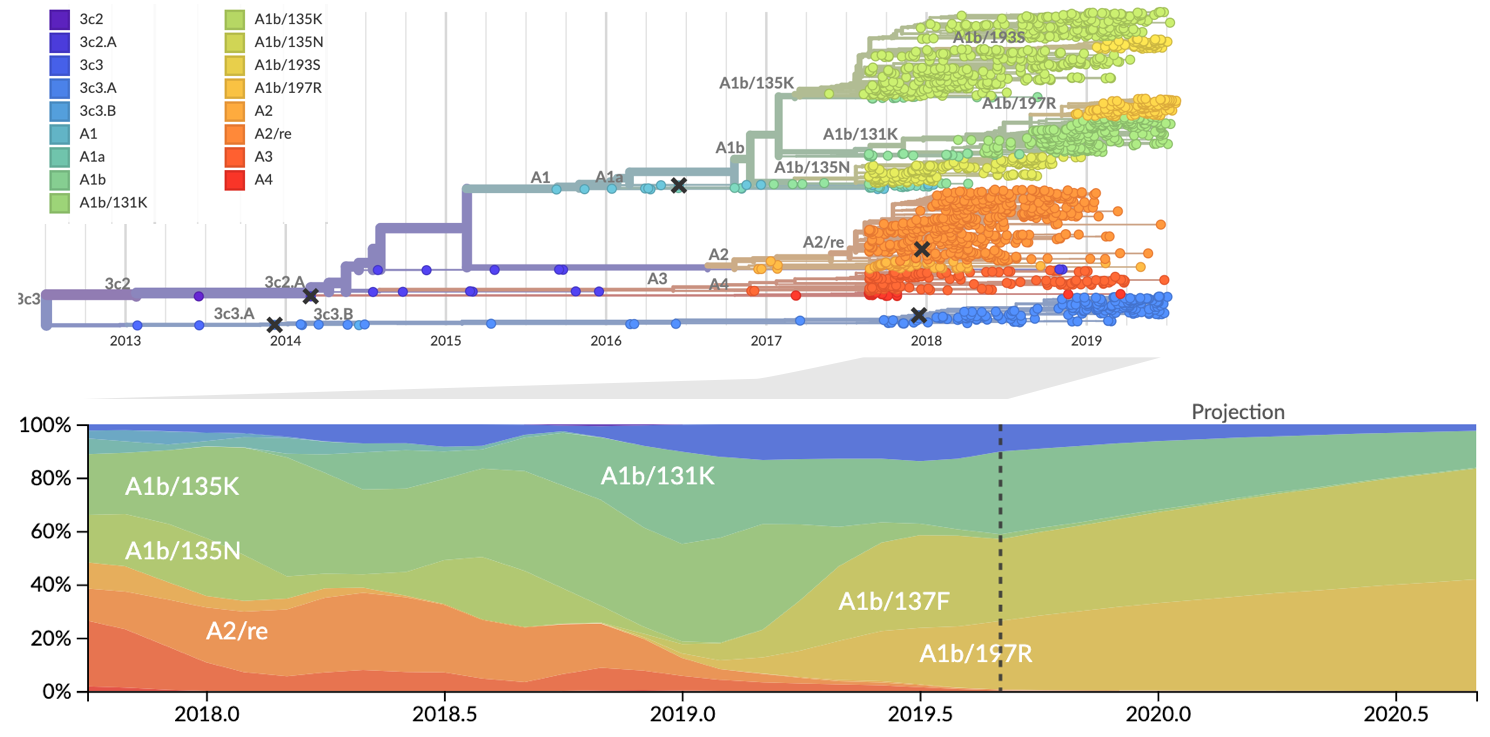 3c2
3c2.A
3c3
3c3.A
3c3.B
A1
A1a
A1b
A1b/131K
A1b/135K
A1b/135N
A1b/193S
A1b/197R
A2
A2/re
A3
A4
A1b/193S
A1b/135K
A1b/197R
A1b/131K
A1b
A1b/135N
A1 A1a
A2/re
A2
A3 A4
3c2 3c2.A
3c3
3c3.A 3c3.B
2013 2014 2015 2016 2017 2018 2019
Projection
100%
80%
60%
40%
20%
0%
A1b/131K
A1b/135K
A1b/135N
A1b/137F
A2/re
A1b/197R
2018.0 2018.5 2019.0 2019.5 2020.0 2020.5